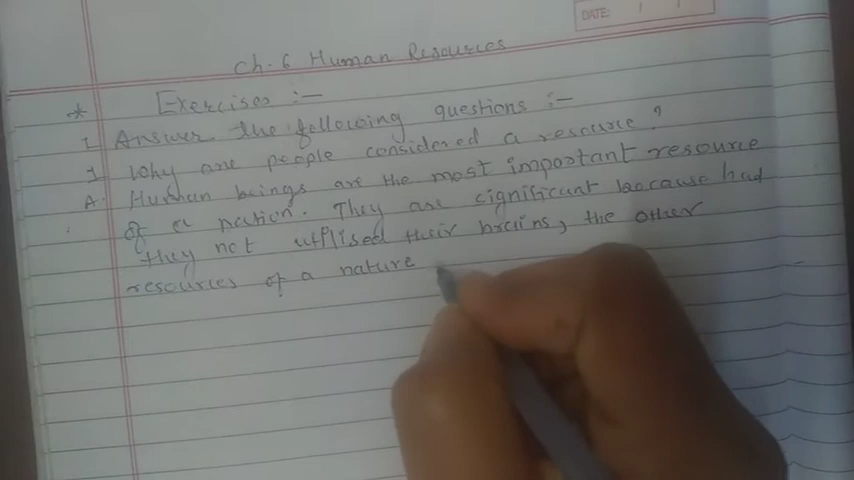 DATE:
Ch. 6 Human Resources
* Exercises :-
I Answer the following questions :-
1 Why are people considered a resource?
A. Human beings are the most important resource
of a nation. They are significant because had
they not utilised their brains, the other
resources of a nature